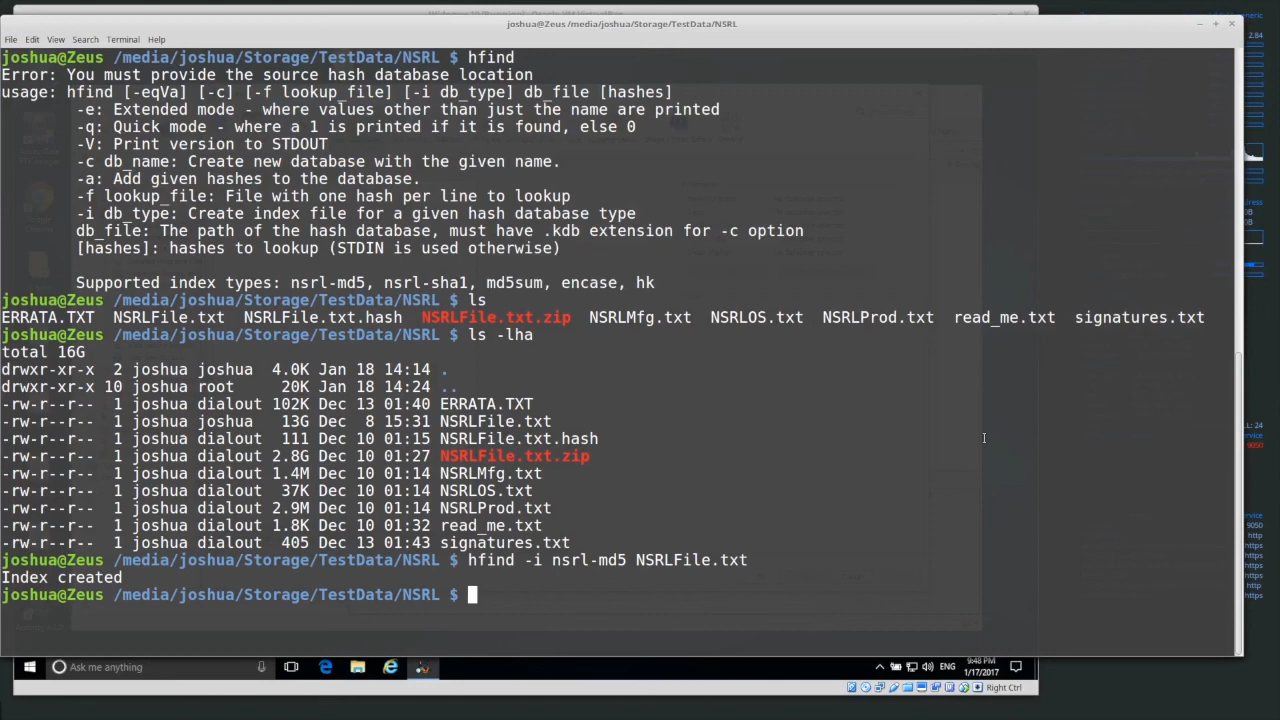 joshua@Zeus /media/joshua/Storage/TestData/NSRL
File Edit View Search Terminal Help
joshua@Zeus /media/joshua/Storage/TestData/NSRL $ hfind
Error: You must provide the source hash database location
usage: hfind [-eqVa] [-c] [-f lookup_file] [-i db_type] db_file [hashes]
-e: Extended mode - where values other than just the name are printed
-q: Quick mode - where a 1 is printed if it is found, else 0
-V: Print version to STDOUT
-c db_name: Create new database with the given name.
-a: Add given hashes to the database.
-f lookup_file: File with one hash per line to lookup
-i db_type: Create index file for a given hash database type
db_file: The path of the hash database, must have .kdb extension for -c option
[hashes]: hashes to lookup (STDIN is used otherwise)
Supported index types: nsrl-md5, nsrl-sha1, md5sum, encase, hk
joshua@Zeus /media/joshua/Storage/TestData/NSRL $ ls
ERRATA.TXT NSRLFile.txt NSRLFile.txt.hash NSRLFile.txt.zip NSRLMfg.txt NSRLOS.txt NSRLProd.txt read_me.txt signatures.txt
joshua@Zeus /media/joshua/Storage/TestData/NSRL $ ls -lha
total 16G
drwxr-xr-x 2 joshua joshua 4.0K Jan 18 14:14 .
drwxr-xr-x 10 joshua root 20K Jan 18 14:24 ..
-rw-r--r-- 1 joshua dialout 102K Dec 13 01:40 ERRATA.TXT
-rw-r--r-- 1 joshua joshua 13G Dec 8 15:31 NSRLFile.txt
-rw-r--r-- 1 joshua dialout 111 Dec 10 01:15 NSRLFile.txt.hash
-rw-r--r-- 1 joshua dialout 2.8G Dec 10 01:27 NSRLFile.txt.zip
-rw-r--r-- 1 joshua dialout 1.4M Dec 10 01:14 NSRLMfg.txt
-rw-r--r-- 1 joshua dialout 37K Dec 10 01:14 NSRLOS.txt
-rw-r--r-- 1 joshua dialout 2.9M Dec 10 01:14 NSRLProd.txt
-rw-r--r-- 1 joshua dialout 1.8K Dec 10 01:32 read_me.txt
-rw-r--r-- 1 joshua dialout 405 Dec 13 01:43 signatures.txt
joshua@Zeus /media/joshua/Storage/TestData/NSRL $ hfind -i nsrl-md5 NSRLFile.txt
Index created
joshua@Zeus /media/joshua/Storage/TestData/NSRL $
Ask me anything
ENG
9:48 PM
1/17/2017
Right Ctrl
2.84
9050
9050
http
https
https
https
http
https